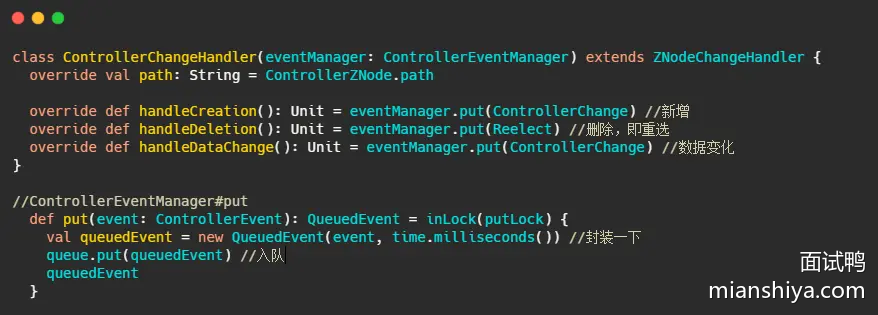 class ControllerChangeHandler(eventManager: ControllerEventManager) extends ZNodeChangeHandler {
  override val path: String = ControllerZNode.path

  override def handleCreation(): Unit = eventManager.put(ControllerChange) //新增
  override def handleDeletion(): Unit = eventManager.put(Reelect) //删除，即重选
  override def handleDataChange(): Unit = eventManager.put(ControllerChange) //数据变化
}

//ControllerEventManager#put
  def put(event: ControllerEvent): QueuedEvent = inLock(putLock) {
    val queuedEvent = new QueuedEvent(event, time.milliseconds()) //封装一下
    queue.put(queuedEvent) //入队
    queuedEvent
  }
面试鸭
mianshiya.com